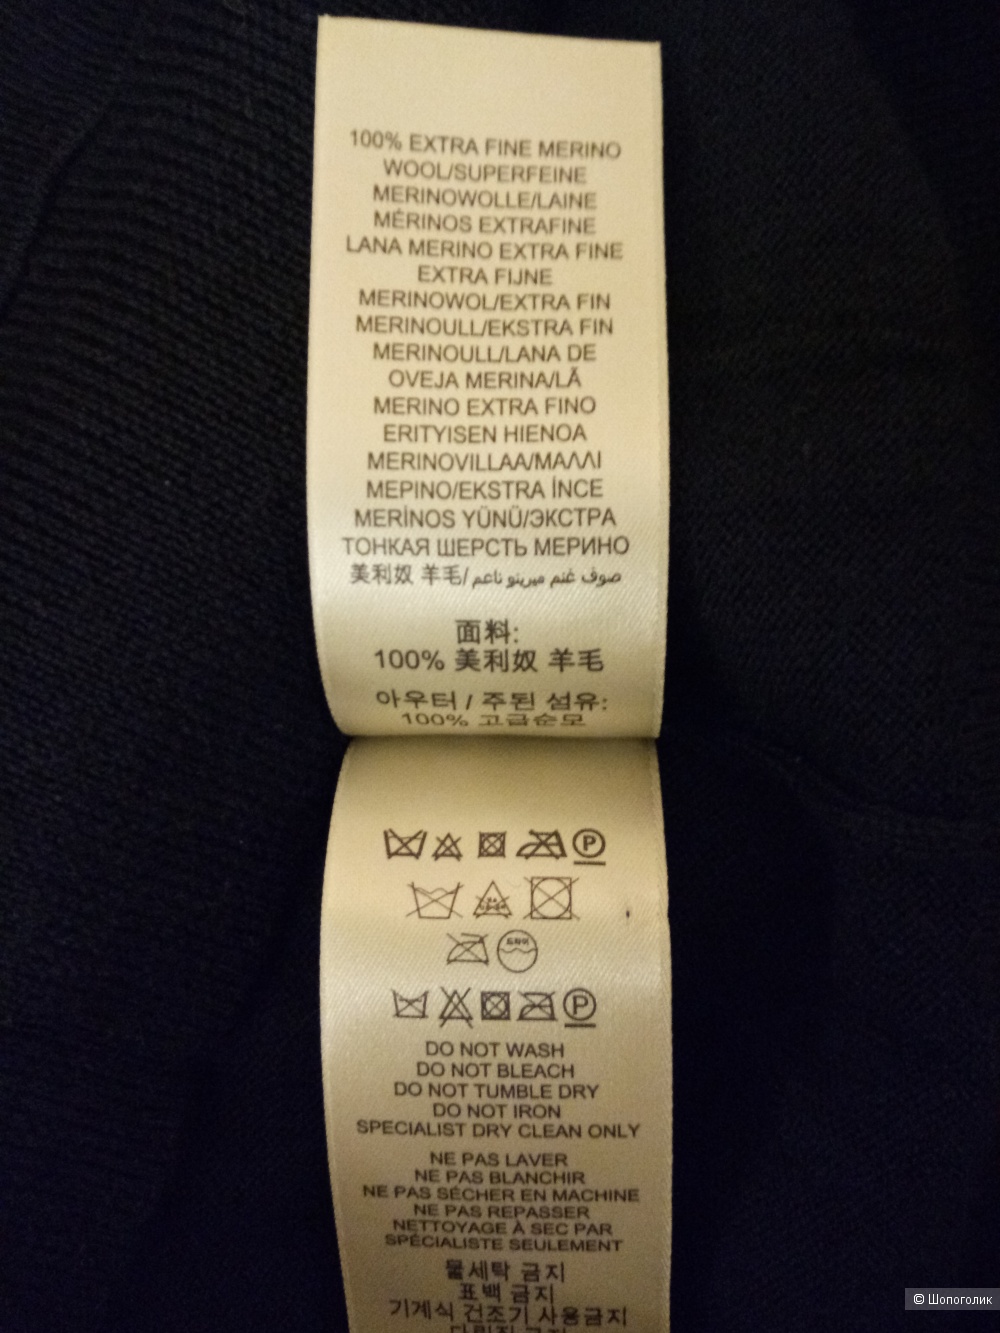 100% EXTRA FINE MERINO
WOOL/SUPERFEINE
MERINOWOLLE/LAINE
MÉRINOS EXTRAFINE
LANA MERINO EXTRA FINE
EXTRA FIJNE
MERINOWOL/EXTRA FIN
MERINOULL/EKSTRA FIN
MERINOULL/LANA DE
OVEJA MERINA/LÃ
MERINO EXTRA FINO
ERITYISEN HIENOA
MERINOVILLAA/ΜΑΛΛΙ
ΜΕΡΙΝΟ/EKSTRA İNCE
MERİNOS YÜNÜ/ЭКСТРА
ТОНКАЯ ШЕРСТЬ МЕРИНО
美利奴 羊毛/صوف غنم ميرينو ناعم
面料:
100% 美利奴 羊毛
아우터 / 주된 섬유:
100% 고급순모
P
드라이
P
DO NOT WASH
DO NOT BLEACH
DO NOT TUMBLE DRY
DO NOT IRON
SPECIALIST DRY CLEAN ONLY
NE PAS LAVER
NE PAS BLANCHIR
NE PAS SÉCHER EN MACHINE
NE PAS REPASSER
NETTOYAGE À SEC PAR
SPÉCIALISTE SEULEMENT
물세탁 금지
표백 금지
기계식 건조기 사용금지
© Шопоголик